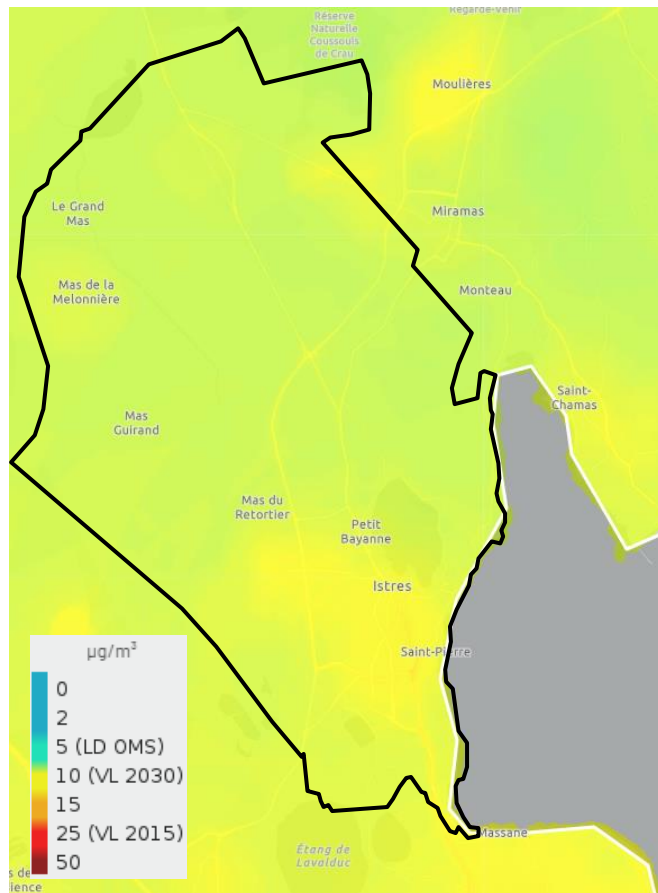 Regarde-Venir
Réserve
Naturelle
Coussouls
de Crau
Moulières
Le Grand
Mas
Miramas
Mas de la
Melonnière
Monteau
Saint-
Chamas
Mas
Guirand
Mas du
Retortier
Petit
Bayanne
Istres
Saint-Pierre
µg/m³
0
2
5 (LD OMS)
10 (VL 2030)
15
25 (VL 2015)
50
Massane
Étang de
Lavalduc
s de
ience